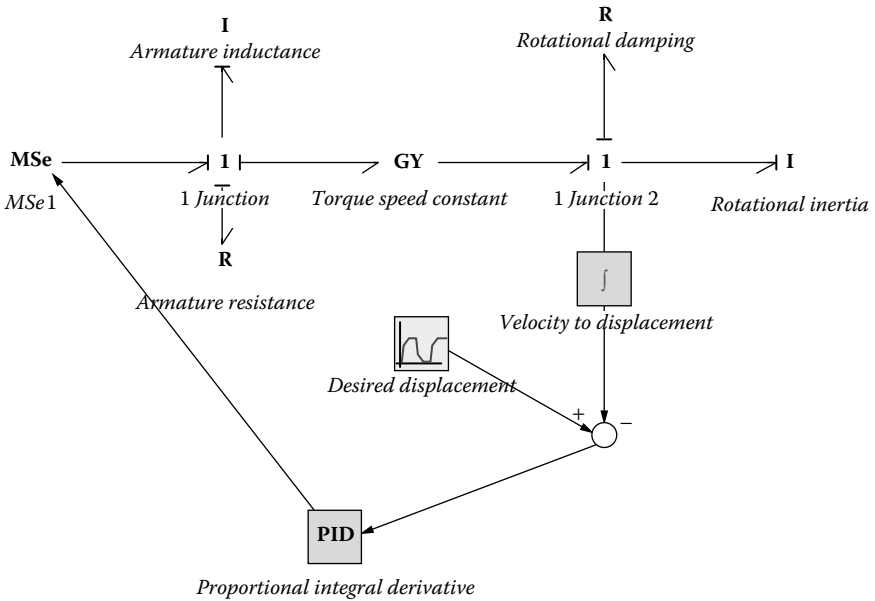 I
Armature inductance
R
Rotational damping
MSe
1
GY
1
I
MSe1
1 Junction
Torque speed constant
1 Junction 2
Rotational inertia
R
Armature resistance
∫
Velocity to displacement
Desired displacement
+
−
PID
Proportional integral derivative